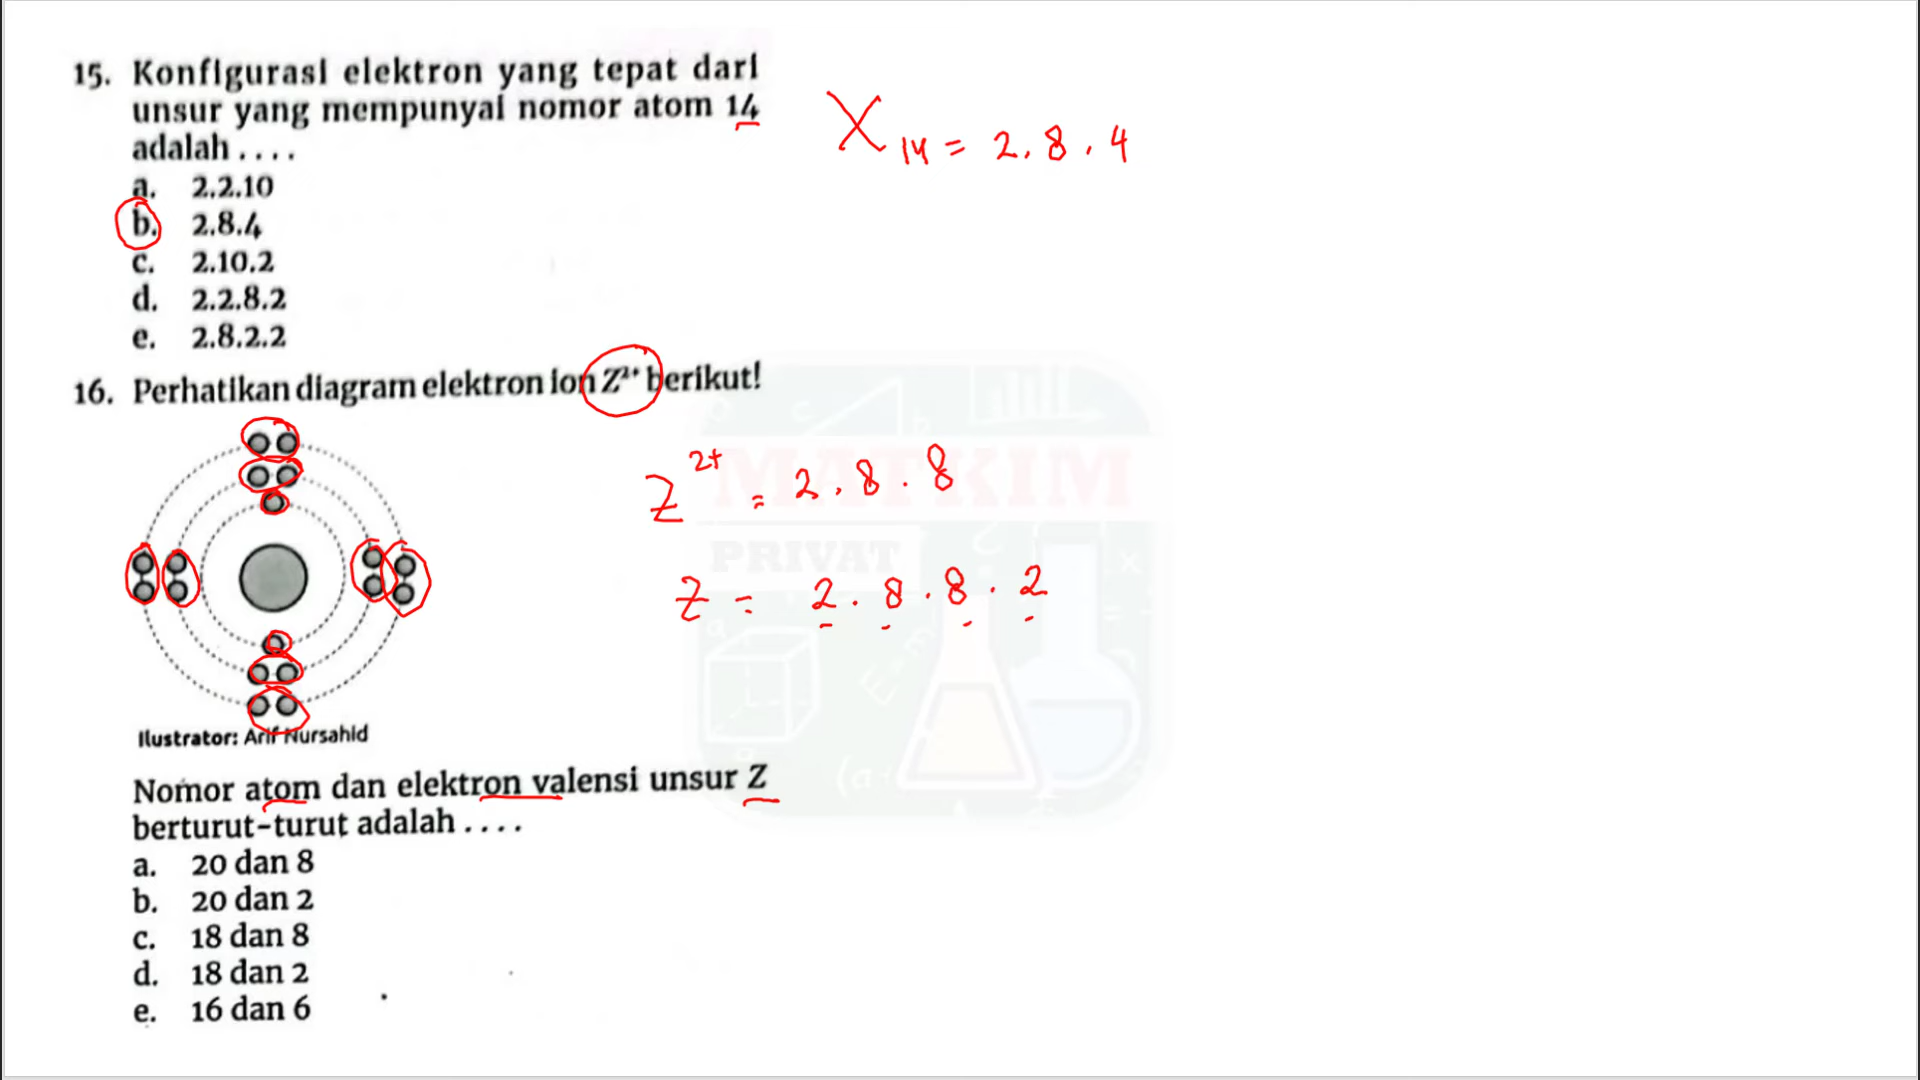 15. Konfigurasi elektron yang tepat dari
unsur yang mempunyai nomor atom 14
adalah . . . .
a. 2.2.10
b. 2.8.4
c. 2.10.2
d. 2.2.8.2
e. 2.8.2.2
X₁₄ = 2.8.4
16. Perhatikan diagram elektron ion Z²⁺ berikut!
Z²⁺ = 2.8.8
Z = 2.8.8.2
MATKIM
PRIVAT
Ilustrator: Arif Nursahid
Nomor atom dan elektron valensi unsur Z
berturut-turut adalah . . . .
a. 20 dan 8
b. 20 dan 2
c. 18 dan 8
d. 18 dan 2
e. 16 dan 6